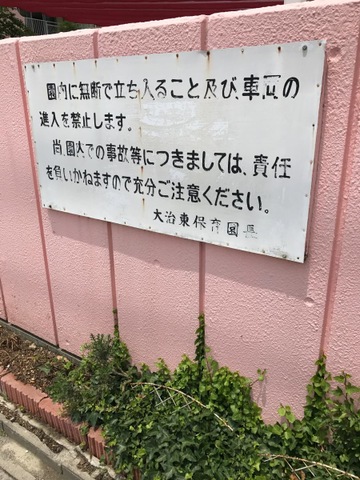 園内に無断で立ち入ること及び車両の
進入を禁止します。
尚、園内での事故等につきましては、責任
を負いかねますので充分ご注意ください。
大治東保育園長